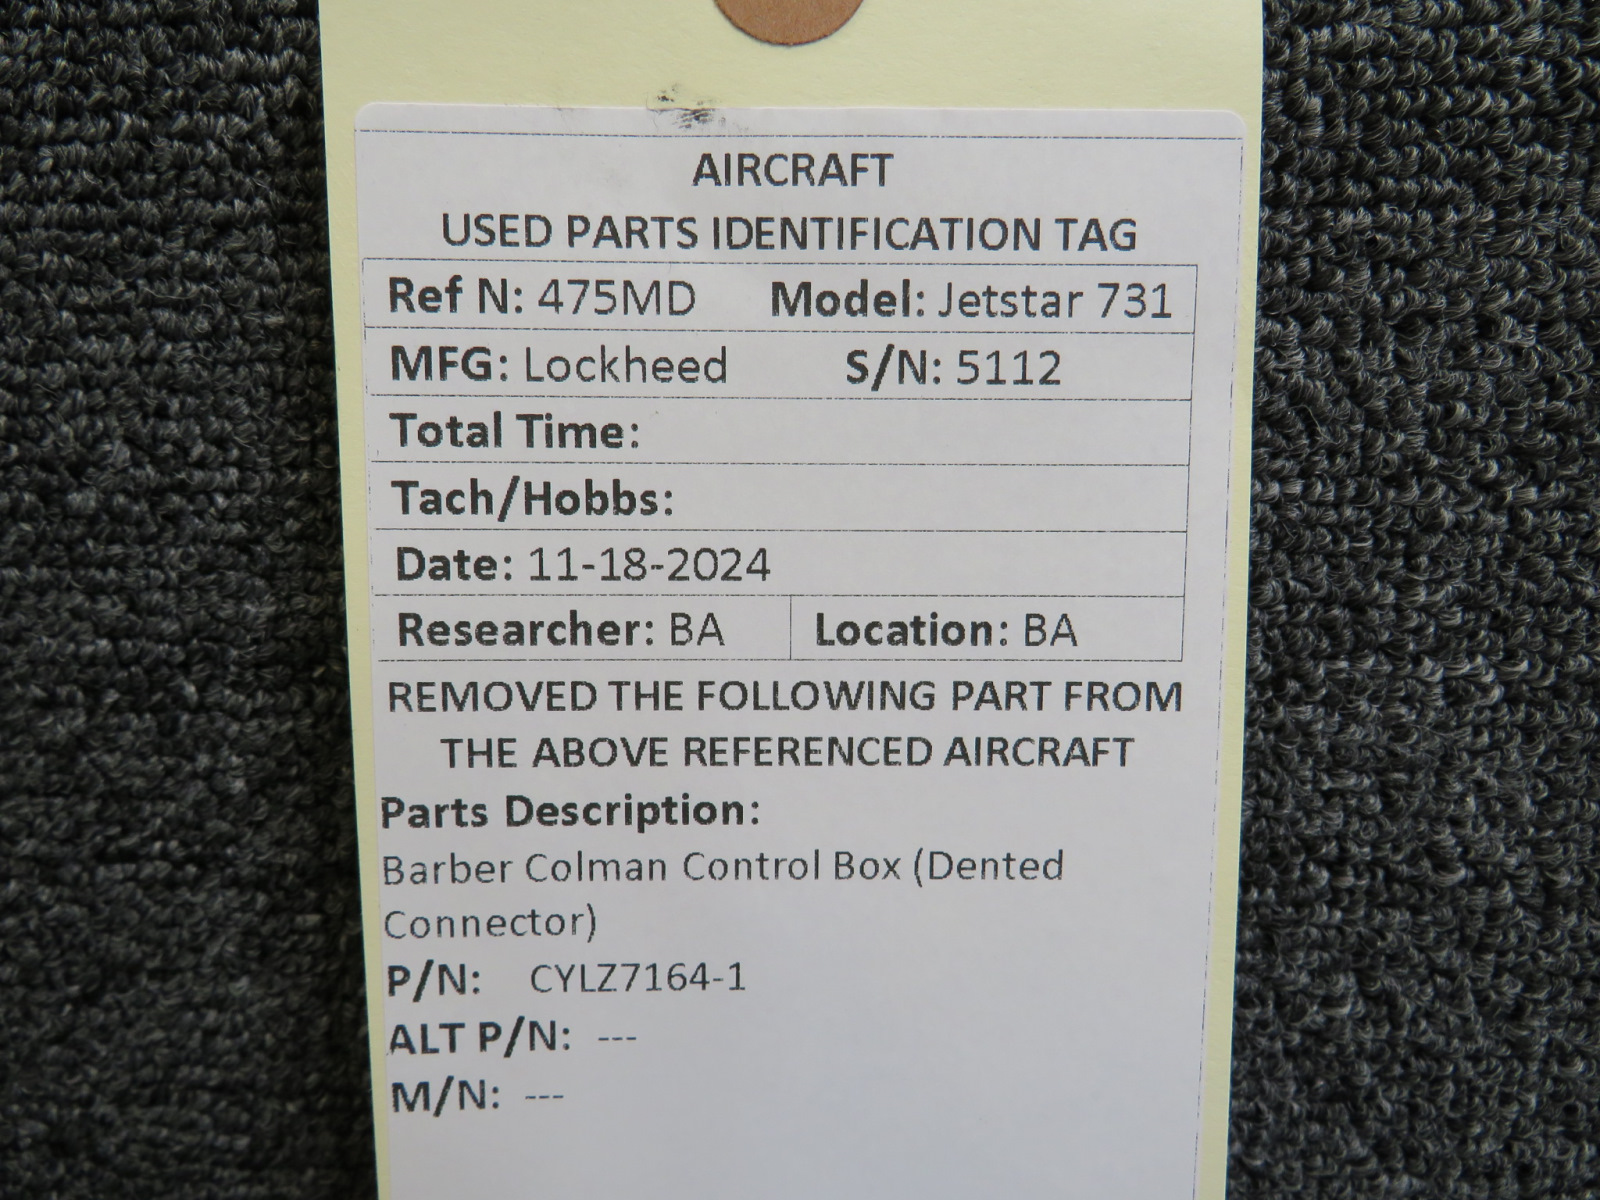 AIRCRAFT
USED PARTS IDENTIFICATION TAG
Ref N: 475MD Model: Jetstar 731
MFG: Lockheed S/N: 5112
Total Time:
Tach/Hobbs:
Date: 11-18-2024
Researcher: BA Location: BA
REMOVED THE FOLLOWING PART FROM
THE ABOVE REFERENCED AIRCRAFT
Parts Description:
Barber Colman Control Box (Dented
Connector)
P/N: CYLZ7164-1
ALT P/N: ---
M/N: ---